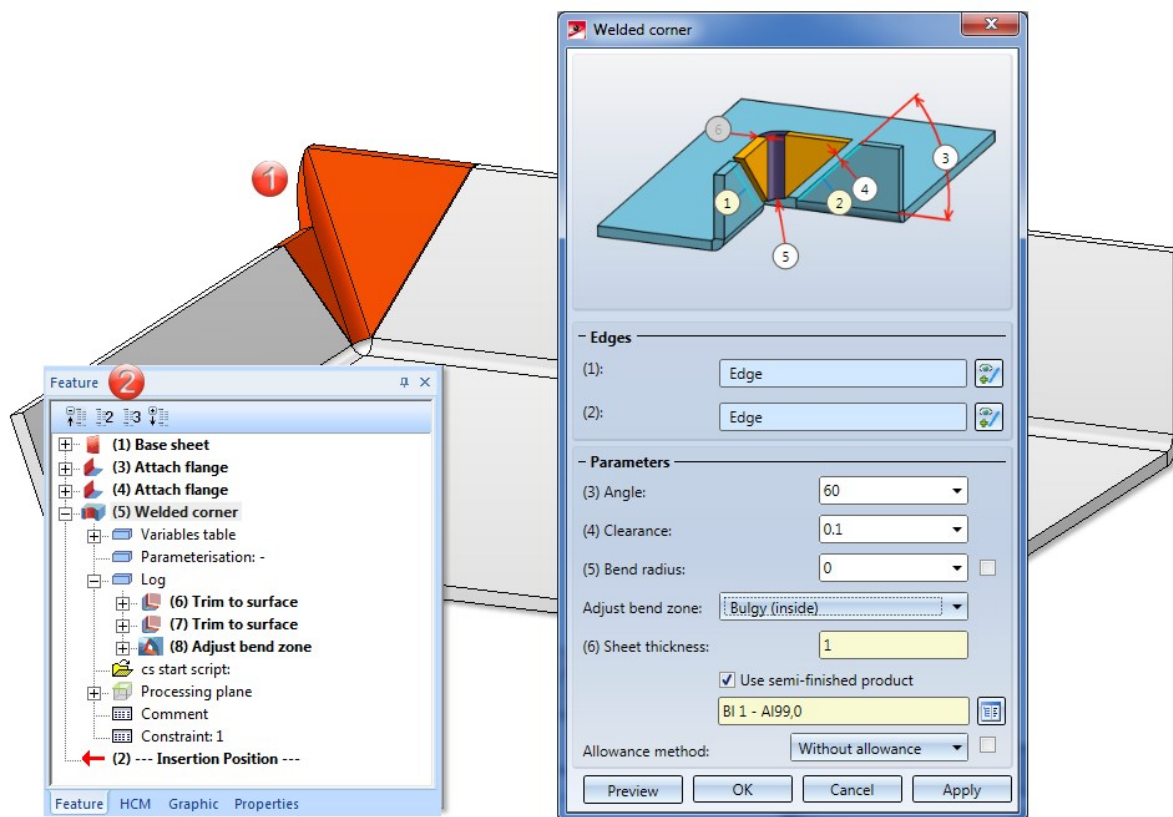 1
Feature 2
2 3
(1) Base sheet
(3) Attach flange
(4) Attach flange
(5) Welded corner
Variables table
Parameterisation: -
Log
(6) Trim to surface
(7) Trim to surface
(8) Adjust bend zone
cs start script:
Processing plane
Comment
Constraint: 1
(2) --- Insertion Position ---
Feature HCM Graphic Properties
Welded corner
6
3
4
1
2
5
Edges
(1): Edge
(2): Edge
Parameters
(3) Angle: 60
(4) Clearance: 0.1
(5) Bend radius: 0
Adjust bend zone: Bulgy (inside)
(6) Sheet thickness: 1
Use semi-finished product
Bl 1 - Al99,0
Allowance method: Without allowance
Preview OK Cancel Apply